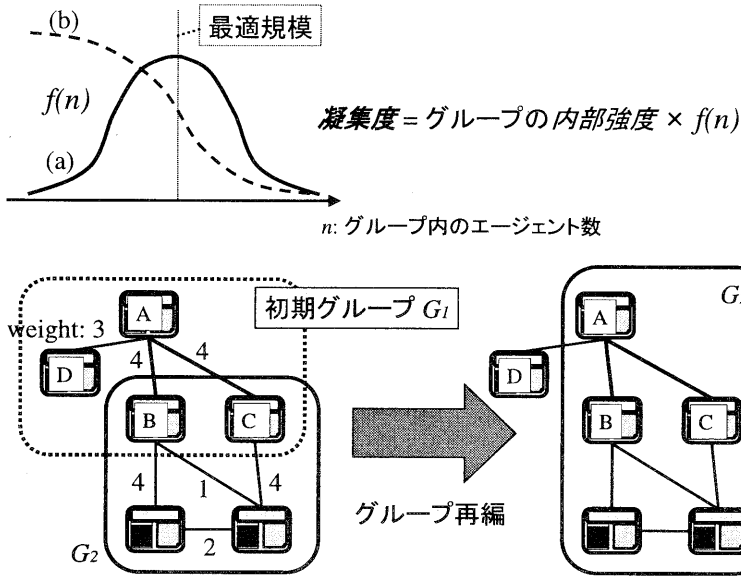 (b)
最適規模
f(n)
(a)
凝集度 = グループの内部強度 × f(n)
n: グループ内のエージェント数
初期グループ G1
weight: 3
A
4
4
D
B
C
4
1
4
2
G2
グループ再編
A
D
B
C